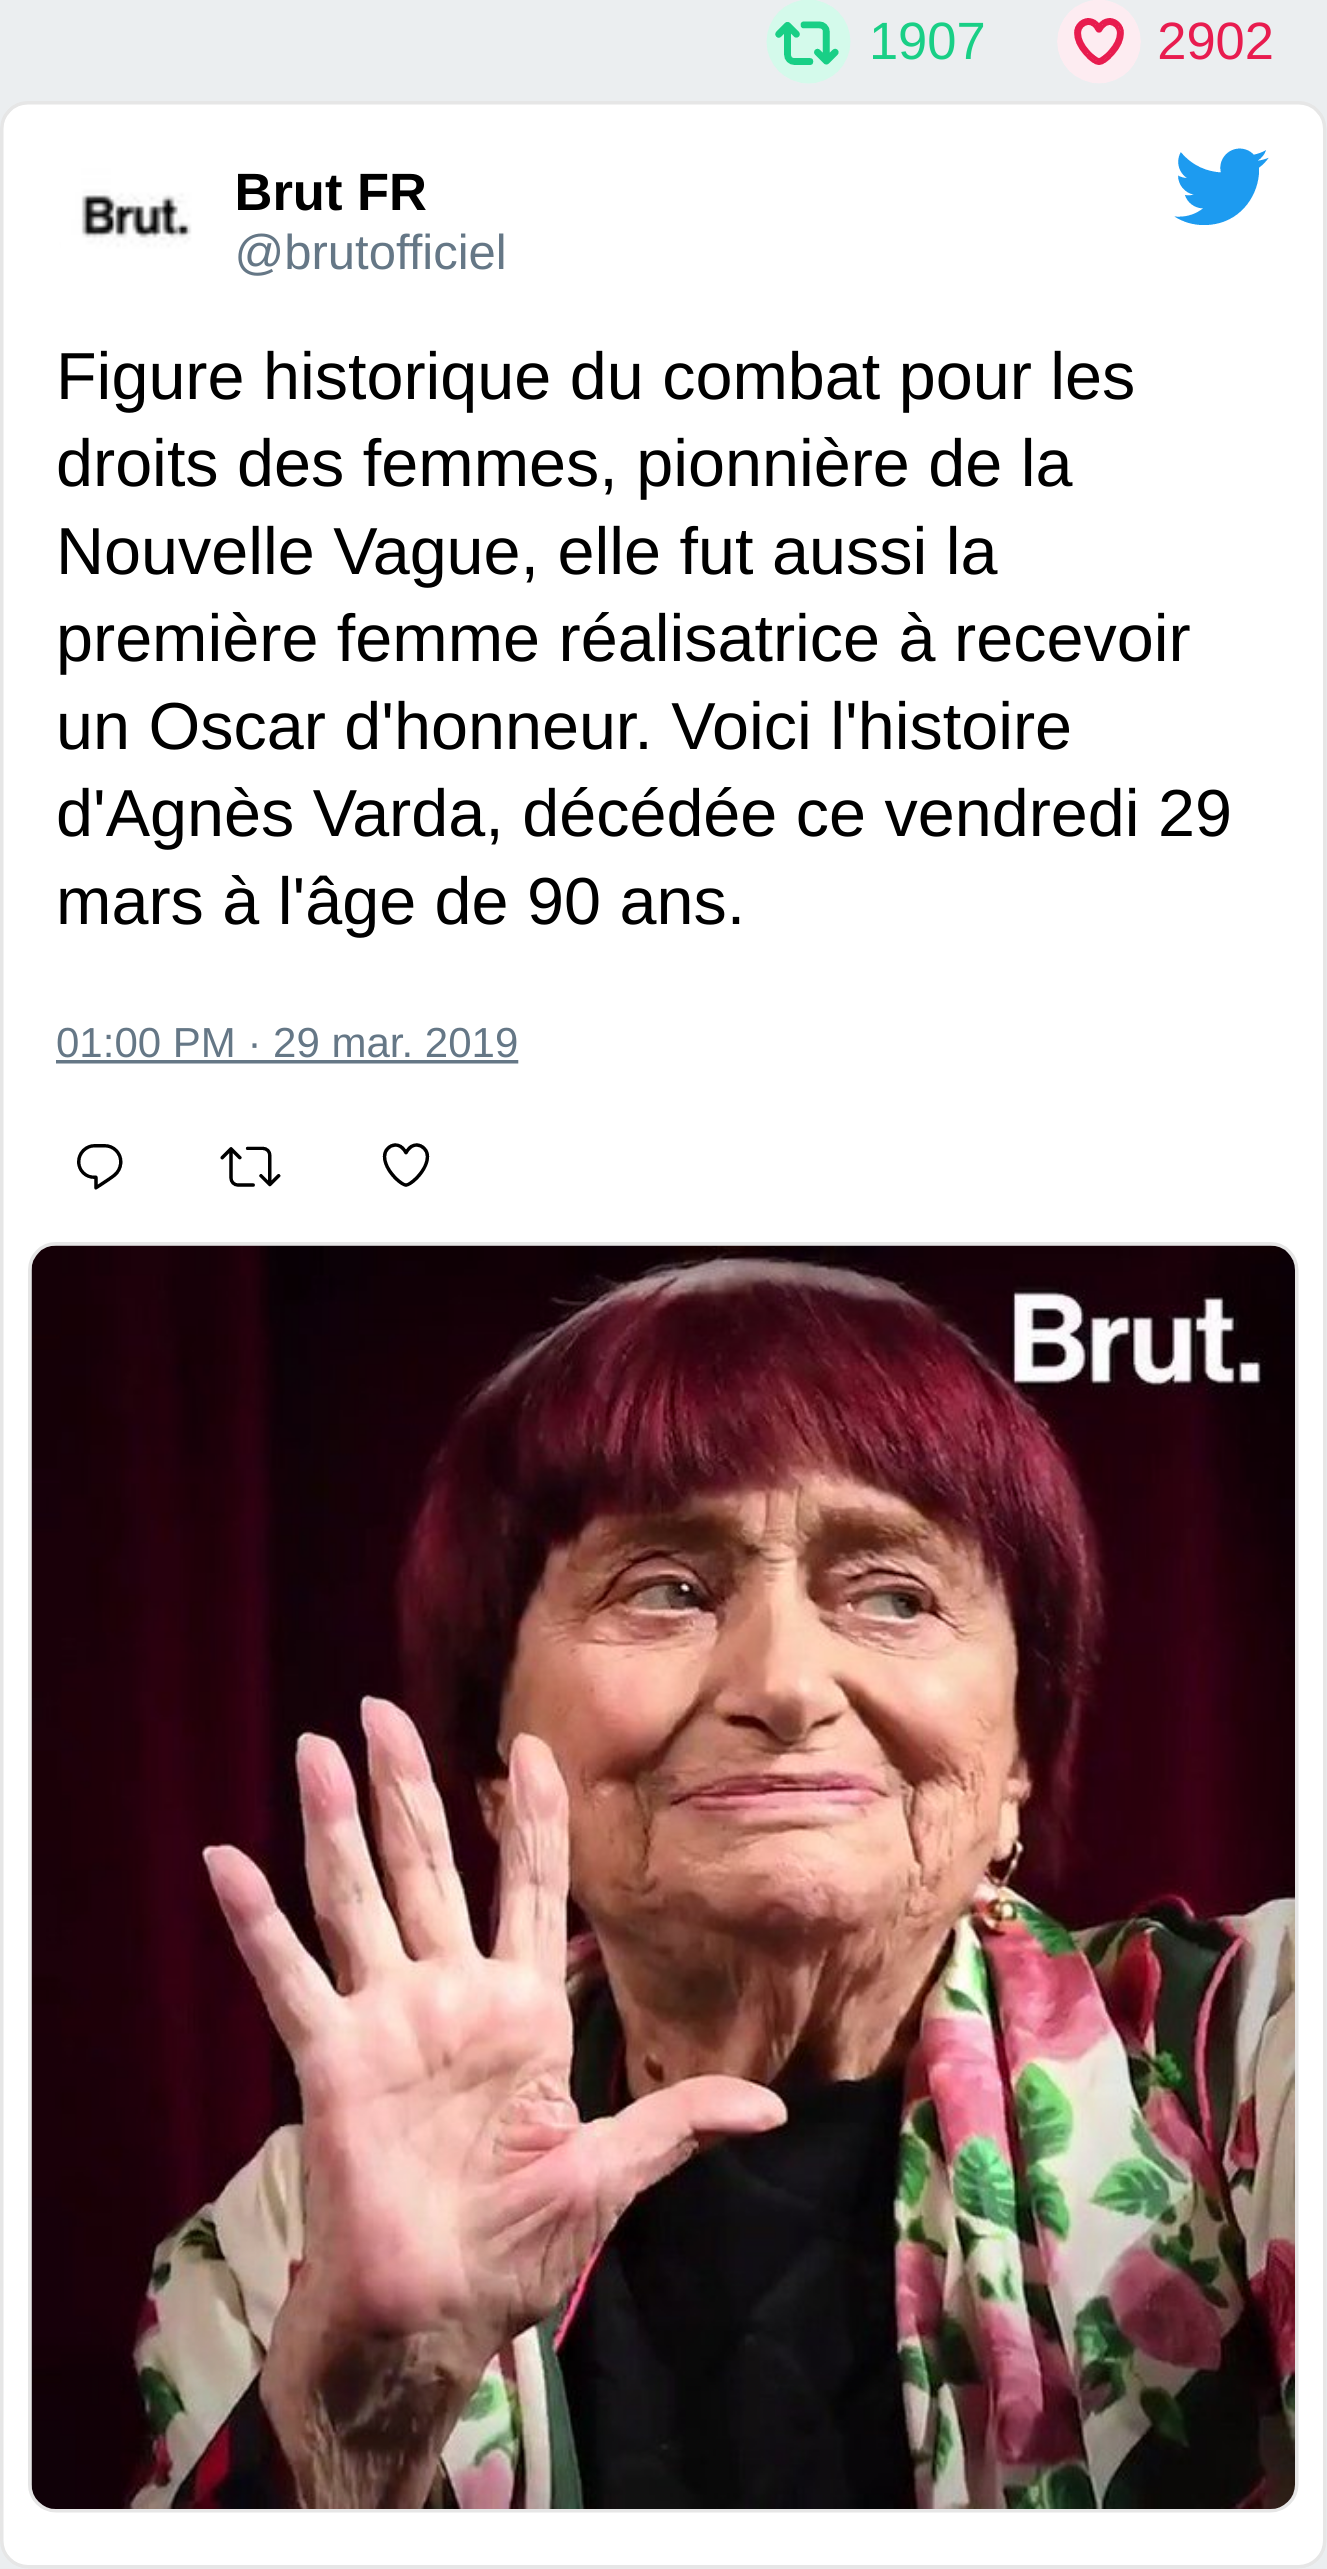 1907 2902
Brut.
Brut FR
@brutofficiel
Figure historique du combat pour les
droits des femmes, pionnière de la
Nouvelle Vague, elle fut aussi la
première femme réalisatrice à recevoir
un Oscar d'honneur. Voici l'histoire
d'Agnès Varda, décédée ce vendredi 29
mars à l'âge de 90 ans.
01:00 PM · 29 mar. 2019
Brut.